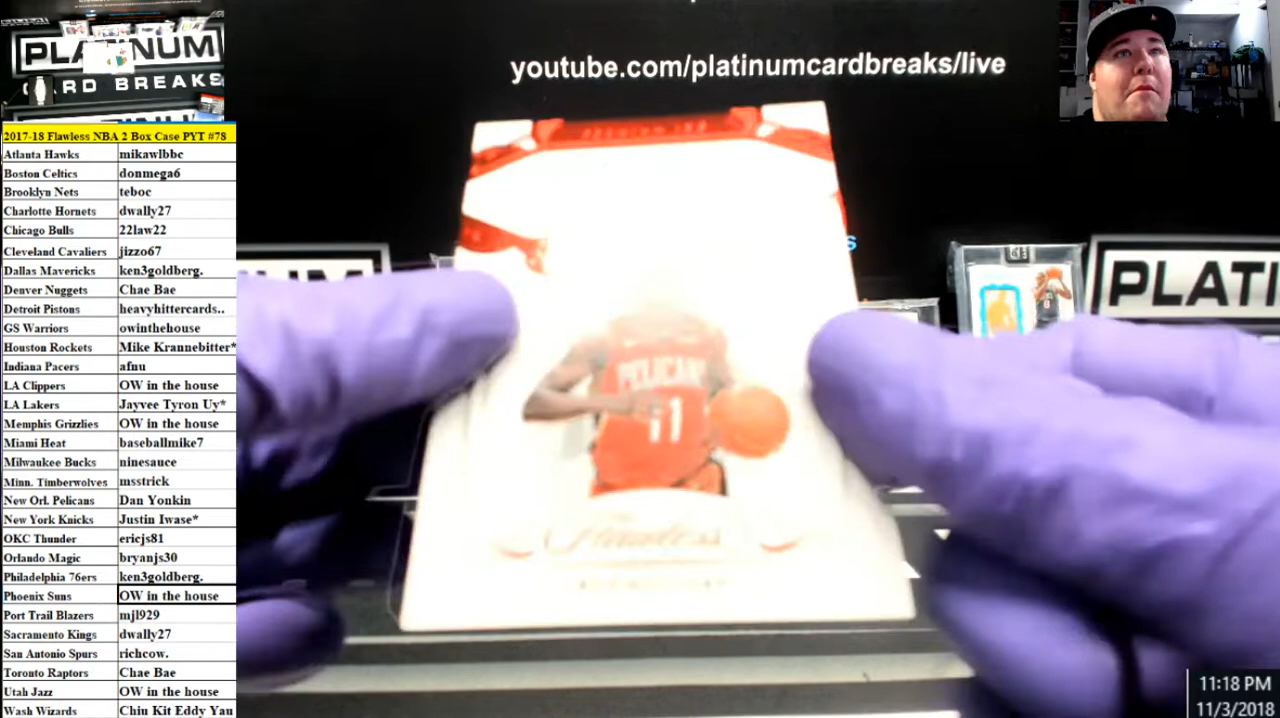 PLATINUM
CARD BREAKS
youtube.com/platinumcardbreaks/live
2017-18 Flawless NBA 2 Box Case PYT #78
Atlanta Hawks mikawlbbc
Boston Celtics donmega6
Brooklyn Nets teboc
Charlotte Hornets dwally27
Chicago Bulls 22law22
Cleveland Cavaliers jizzo67
Dallas Mavericks ken3goldberg.
Denver Nuggets Chae Bae
Detroit Pistons heavyhittercards..
GS Warriors owinthehouse
Houston Rockets Mike Krannebitter*
Indiana Pacers afnu
LA Clippers OW in the house
LA Lakers Jayvee Tyron Uy*
Memphis Grizzlies OW in the house
Miami Heat baseballmike7
Milwaukee Bucks ninesauce
Minn. Timberwolves msstrick
New Orl. Pelicans Dan Yonkin
New York Knicks Justin Iwase*
OKC Thunder ericjs81
Orlando Magic bryanjs30
Philadelphia 76ers ken3goldberg.
Phoenix Suns OW in the house
Port Trail Blazers mjl929
Sacramento Kings dwally27
San Antonio Spurs richcow.
Toronto Raptors Chae Bae
Utah Jazz OW in the house
Wash Wizards Chiu Kit Eddy Yau
PELICANS
11
Flawless
NUM
PLATI
11:18 PM
11/3/2018